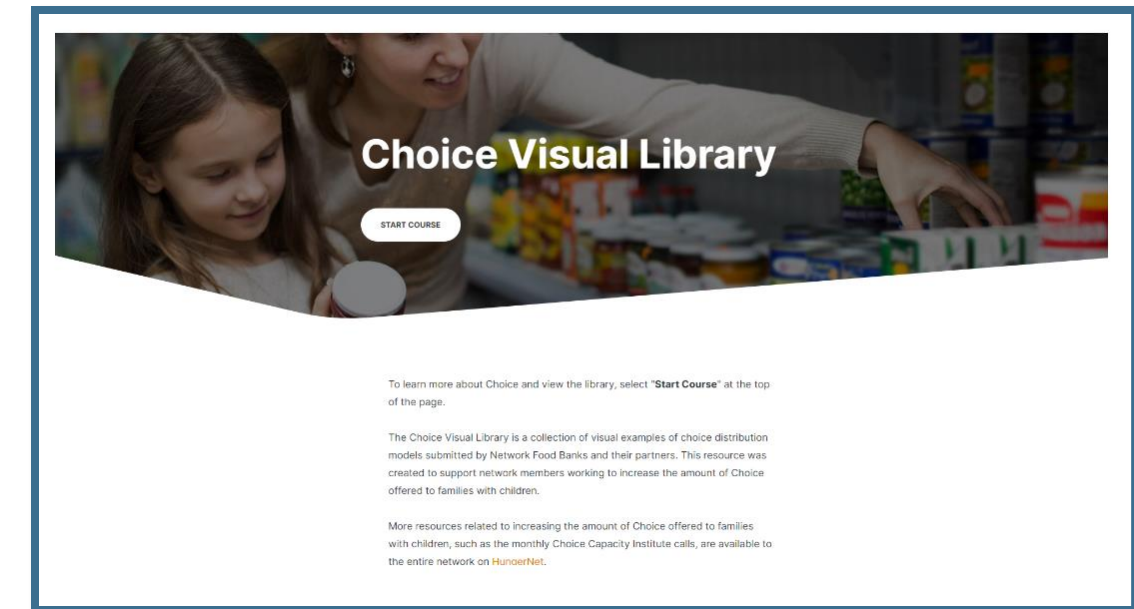 Choice Visual Library
START COURSE
To learn more about Choice and view the library, select "Start Course" at the top
of the page.
The Choice Visual Library is a collection of visual examples of choice distribution
models submitted by Network Food Banks and their partners. This resource was
created to support network members working to increase the amount of Choice
offered to families with children.
More resources related to increasing the amount of Choice offered to families
with children, such as the monthly Choice Capacity Institute calls, are available to
the entire network on HungerNet.